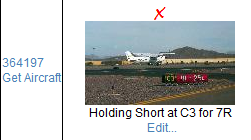 364197
Get Aircraft
Holding Short at C3 for 7R
Edit...